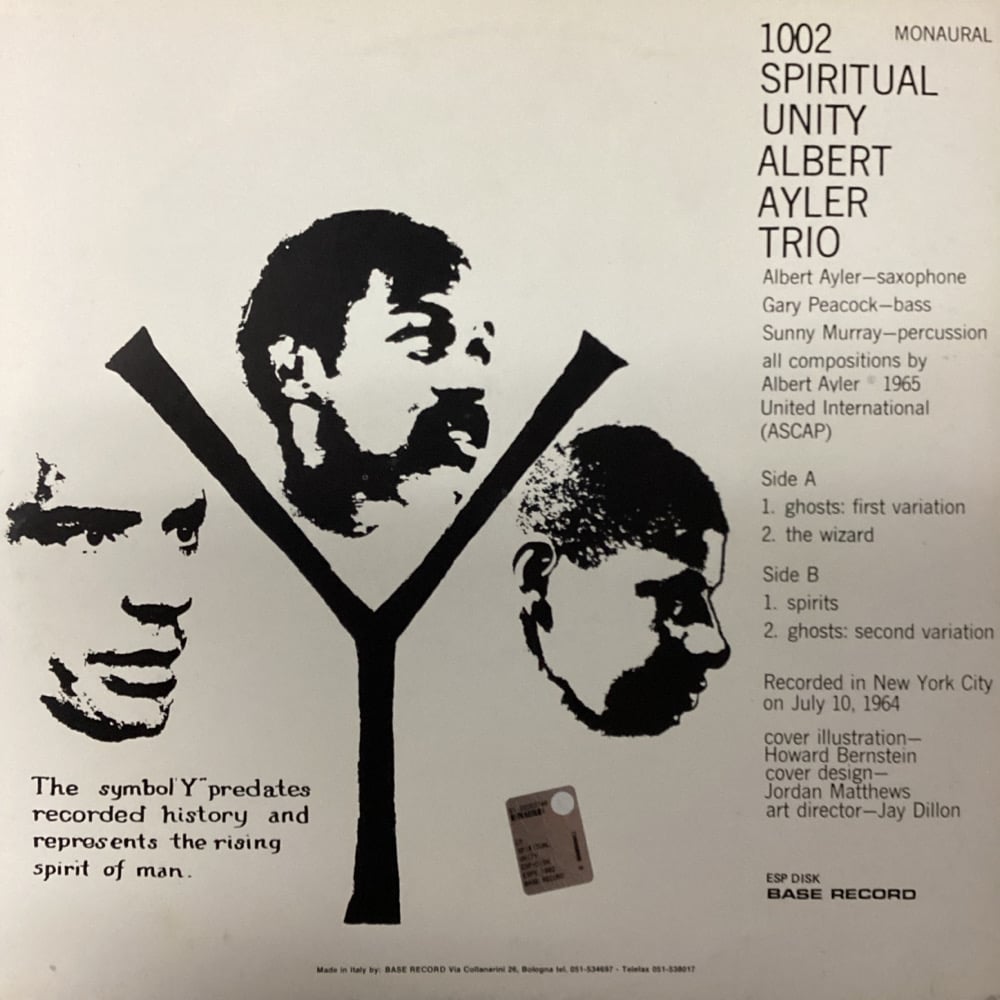 1002 MONAURAL
SPIRITUAL
UNITY
ALBERT
AYLER
TRIO
Albert Ayler—saxophone
Gary Peacock—bass
Sunny Murray—percussion
all compositions by
Albert Ayler © 1965
United International
(ASCAP)
Side A
1. ghosts: first variation
2. the wizard
Side B
1. spirits
2. ghosts: second variation
Recorded in New York City
on July 10, 1964
cover illustration—
Howard Bernstein
cover design—
Jordan Matthews
art director—Jay Dillon
ESP DISK
BASE RECORD
The symbol "Y" predates
recorded history and
represents the rising
spirit of man.
SPIRITUAL
UNITY
BASE RECORD
Made in Italy by: BASE RECORD Via Collamarini 26, Bologna tel. 051-534697 - Telefax 051-538017